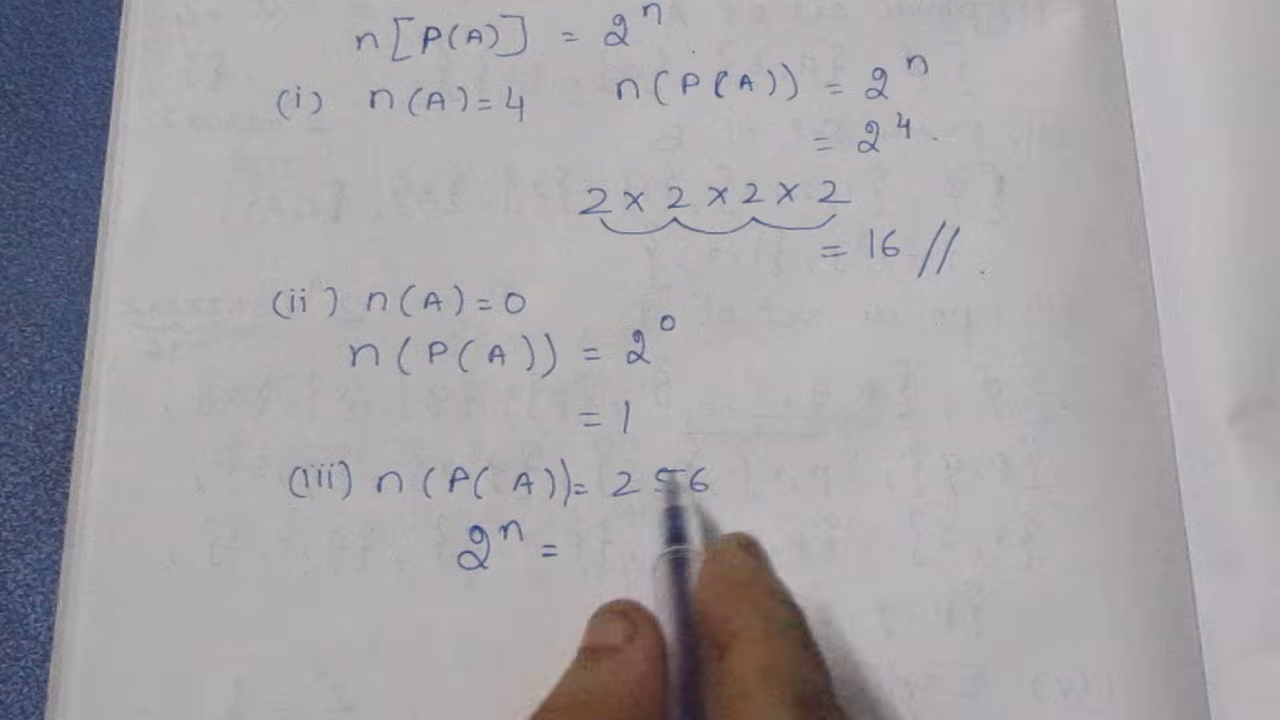 n[P(A)] = 2ⁿ
(i) n(A)=4 n(P(A)) = 2ⁿ
= 2⁴
2 × 2 × 2 × 2
= 16 //
(ii) n(A)=0
n(P(A)) = 2⁰
= 1
(iii) n(P(A))= 256
2ⁿ =